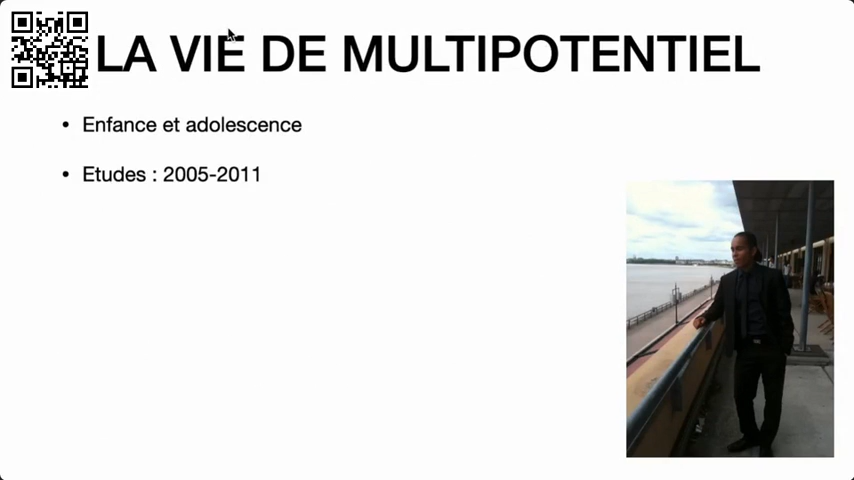 LA VIE DE MULTIPOTENTIEL
• Enfance et adolescence
• Etudes : 2005-2011